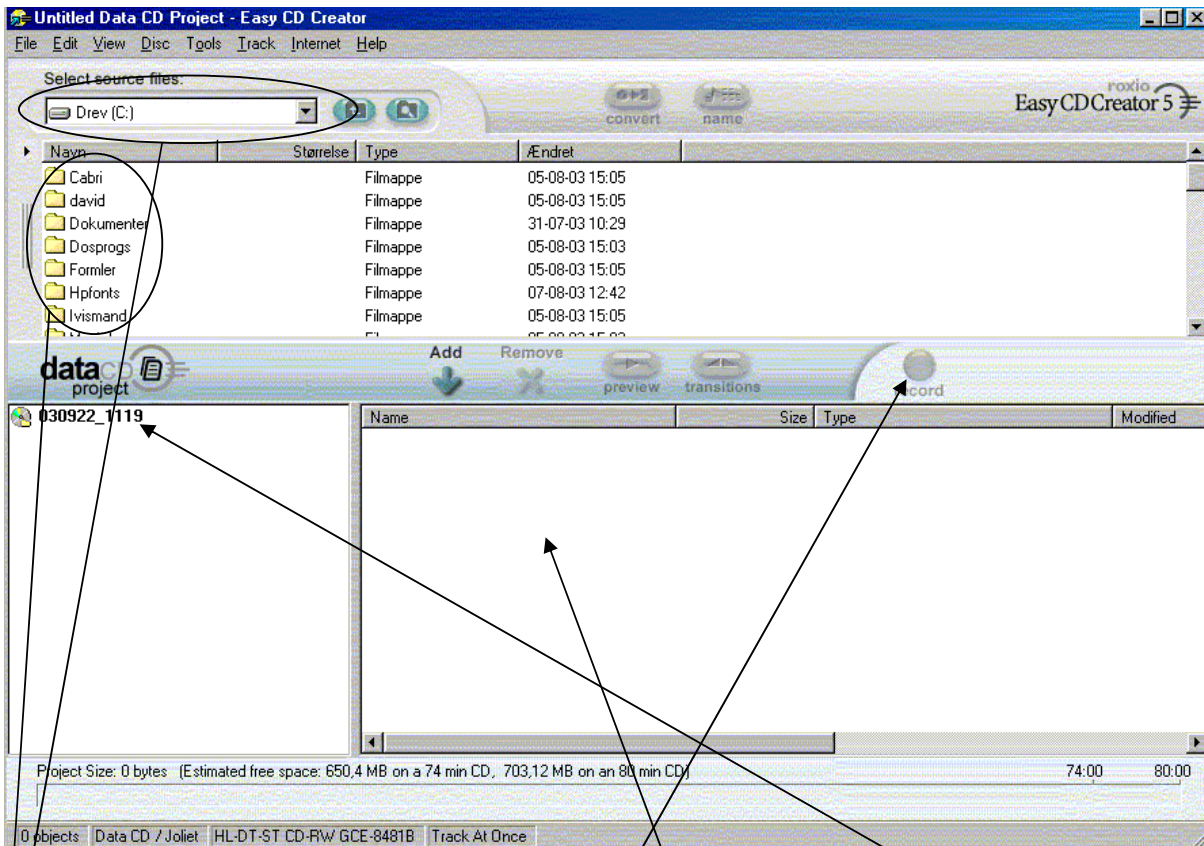 Untitled Data CD Project - Easy CD Creator
File Edit View Disc Tools Track Internet Help
Select source files:
roxio
Drev (C:) convert name Easy CD Creator 5
Navn Størrelse Type Ændret
Cabri Filmappe 05-08-03 15:05
david Filmappe 05-08-03 15:05
Dokumenter Filmappe 31-07-03 10:29
Dosprogs Filmappe 05-08-03 15:03
Formler Filmappe 05-08-03 15:05
Hpfonts Filmappe 07-08-03 12:42
Ivismand Filmappe 05-08-03 15:05
Add Remove
data cd
project preview transitions record
030922_1119 Name Size Type Modified
Project Size: 0 bytes (Estimated free space: 650,4 MB on a 74 min CD, 703,12 MB on an 80 min CD) 74:00 80:00
0 objects Data CD / Joliet HL-DT-ST CD-RW GCE-8481B Track At Once